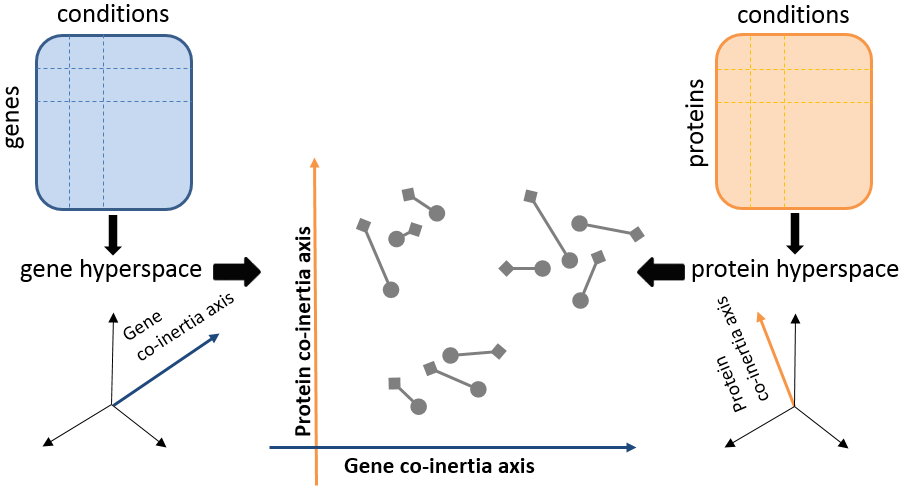 conditions
genes
gene hyperspace
Gene
co-inertia axis
Protein co-inertia axis
Gene co-inertia axis
conditions
proteins
protein hyperspace
Protein
co-inertia axis